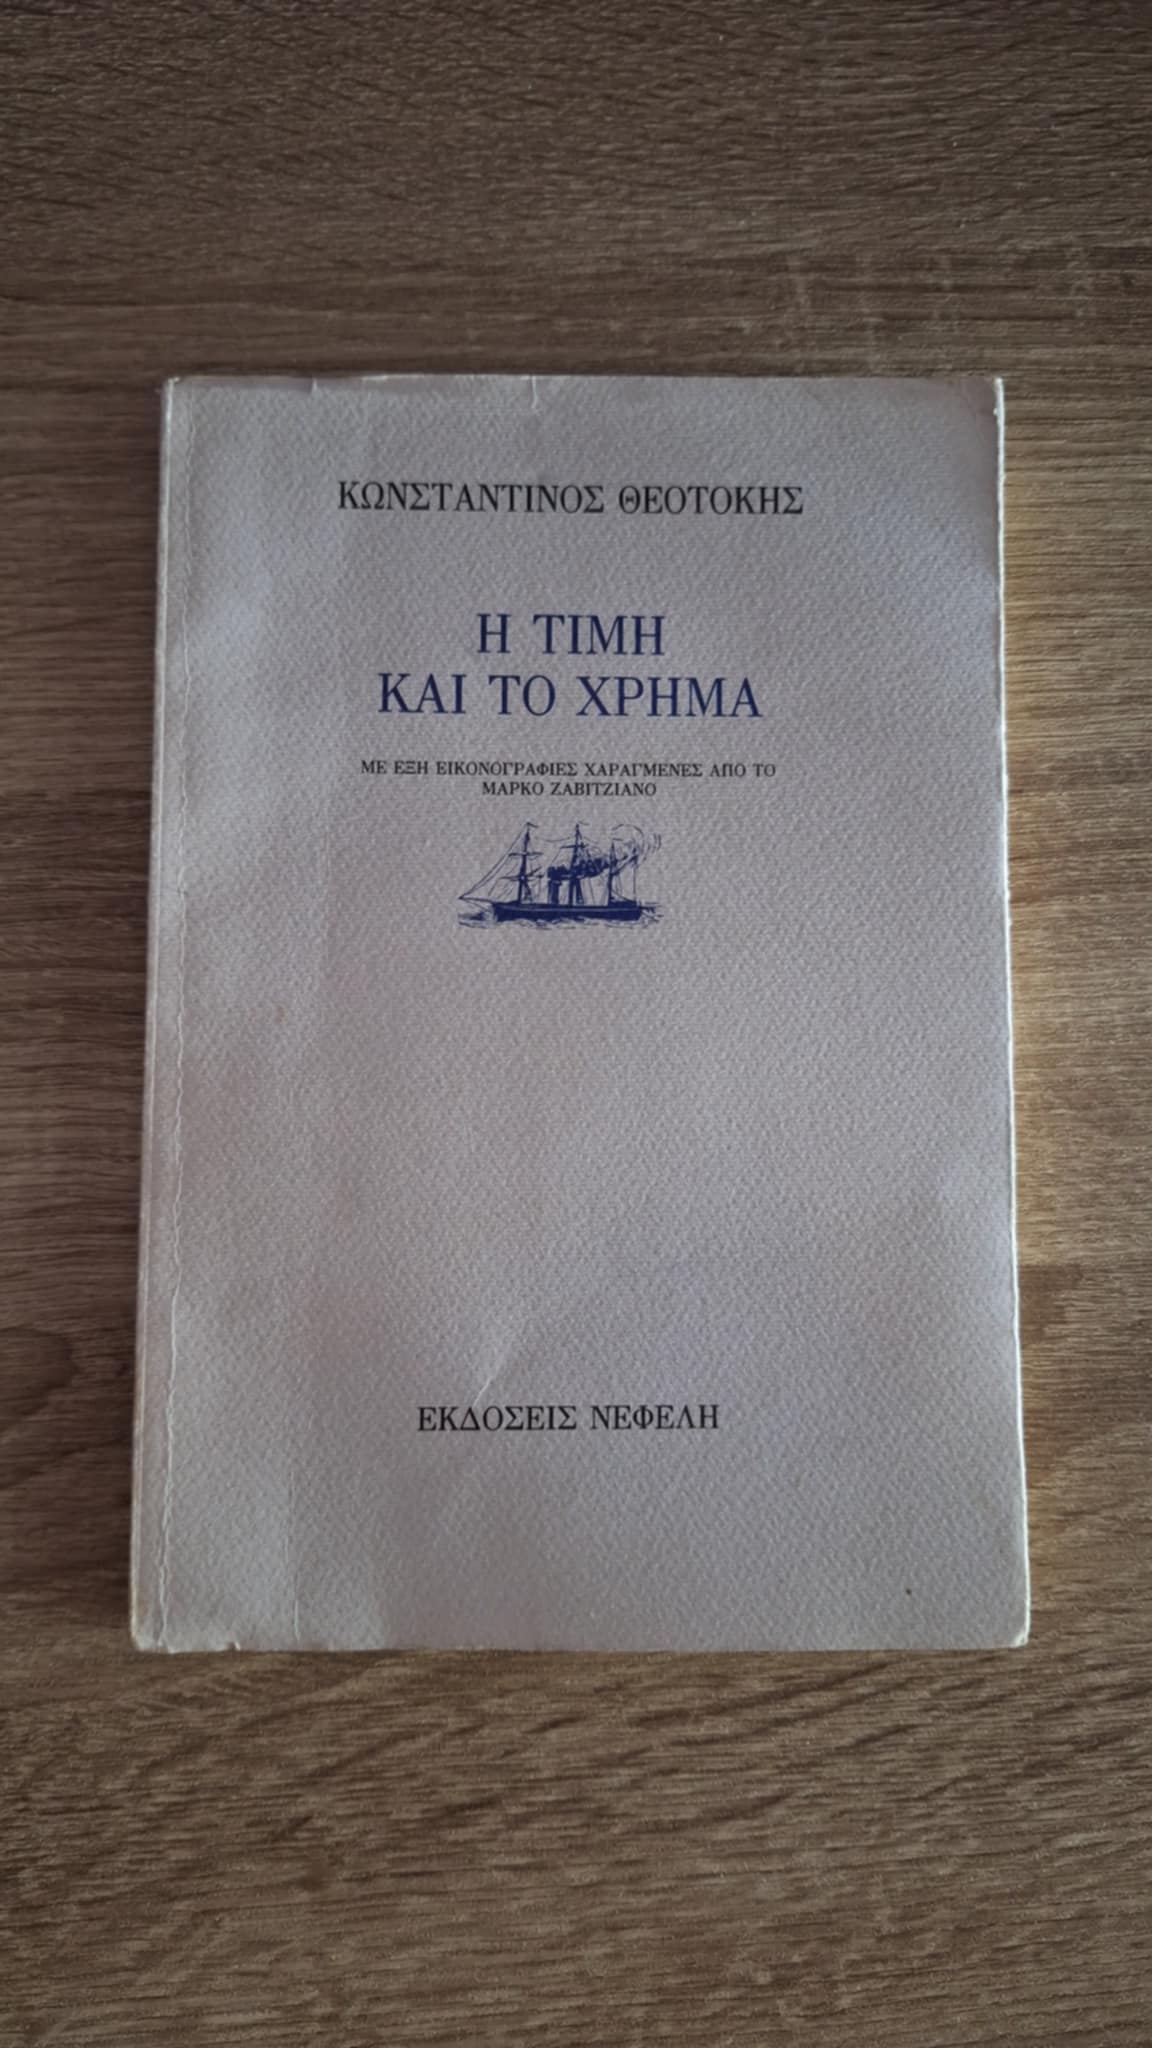 ΚΩΝΣΤΑΝΤΙΝΟΣ ΘΕΟΤΟΚΗΣ
Η ΤΙΜΗ
ΚΑΙ ΤΟ ΧΡΗΜΑ
ΜΕ ΕΞΗ ΕΙΚΟΝΟΓΡΑΦΙΕΣ ΧΑΡΑΓΜΕΝΕΣ ΑΠΟ ΤΟ
ΜΑΡΚΟ ΖΑΒΙΤΖΙΑΝΟ
ΕΚΔΟΣΕΙΣ ΝΕΦΕΛΗ